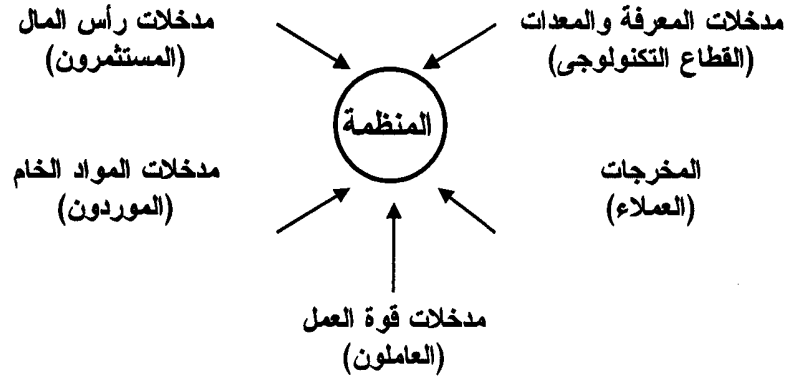 مدخلات المعرفة والمعدات
(القطاع التكنولوجى)
مدخلات رأس المال
(المستثمرون)
المنظمة
المخرجات
(العملاء)
مدخلات المواد الخام
(الموردون)
مدخلات قوة العمل
(العاملون)